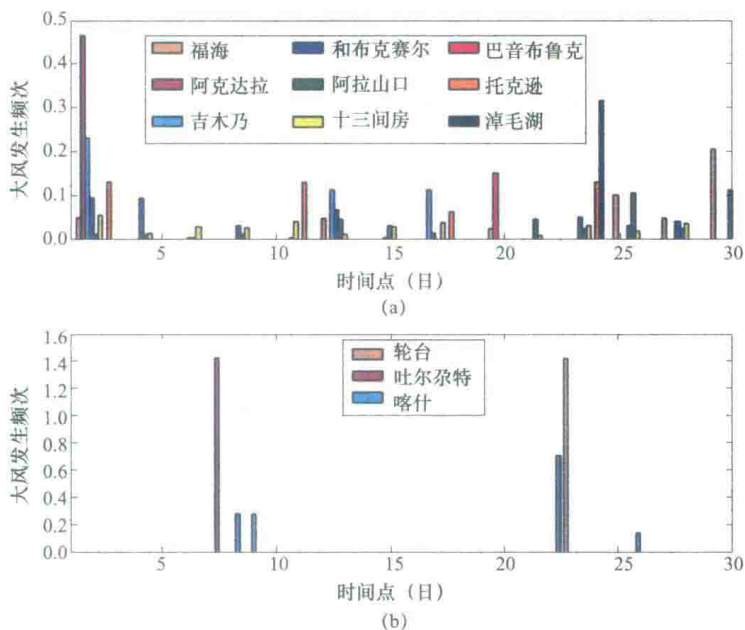 大风发生频次
0.5
0.4
0.3
0.2
0.1
0.0
福海 和布克赛尔 巴音布鲁克
阿克达拉 阿拉山口 托克逊
吉木乃 十三间房 淖毛湖
5 10 15 20 25 30
时间点（日）
(a)
大风发生频次
1.6
1.4
1.2
1.0
0.8
0.6
0.4
0.2
0.0
轮台
吐尔尕特
喀什
5 10 15 20 25 30
时间点（日）
(b)